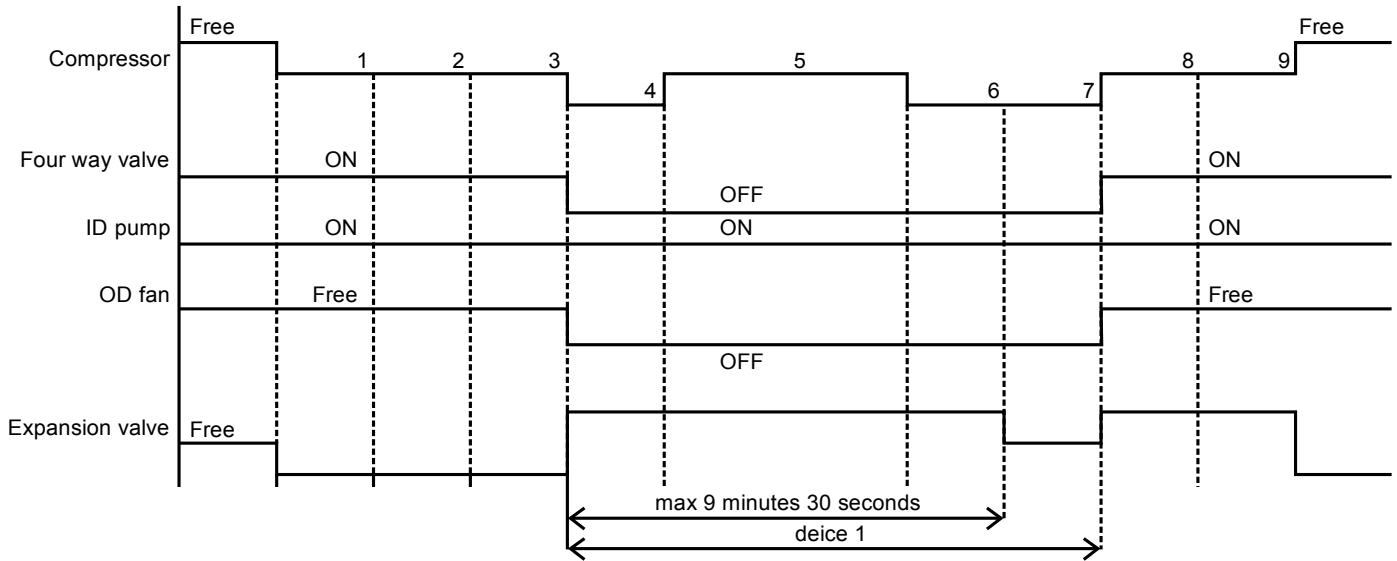 Free Free
Compressor 1 2 3 4 5 6 7 8 9
Four way valve ON OFF ON
ID pump ON ON ON
OD fan Free OFF Free
Expansion valve Free
max 9 minutes 30 seconds
deice 1